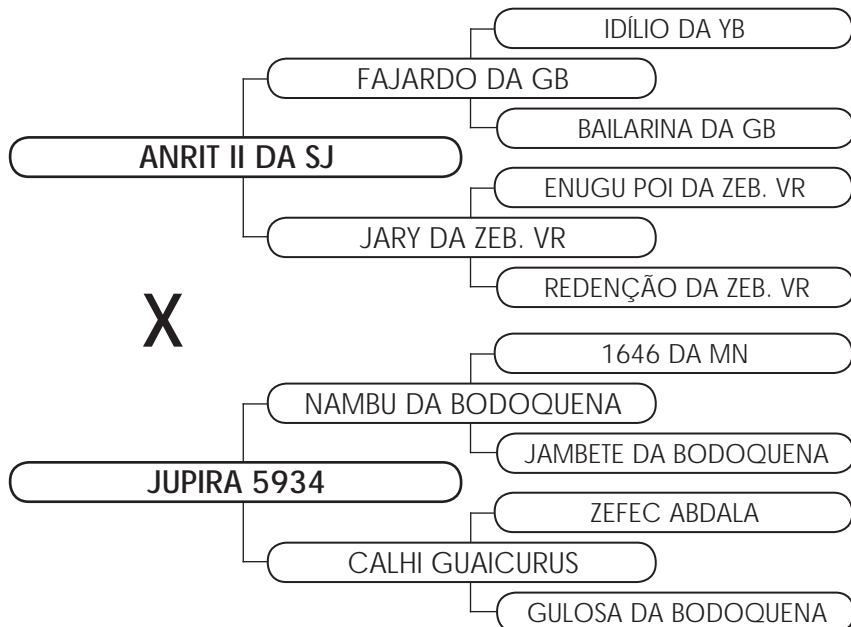 IDÍLIO DA YB
FAJARDO DA GB
BAILARINA DA GB
ANRIT II DA SJ
ENUGU POI DA ZEB. VR
JARY DA ZEB. VR
REDENÇÃO DA ZEB. VR
X
1646 DA MN
NAMBU DA BODOQUENA
JAMBETE DA BODOQUENA
JUPIRA 5934
ZEFEC ABDALA
CALHI GUAICURUS
GULOSA DA BODOQUENA